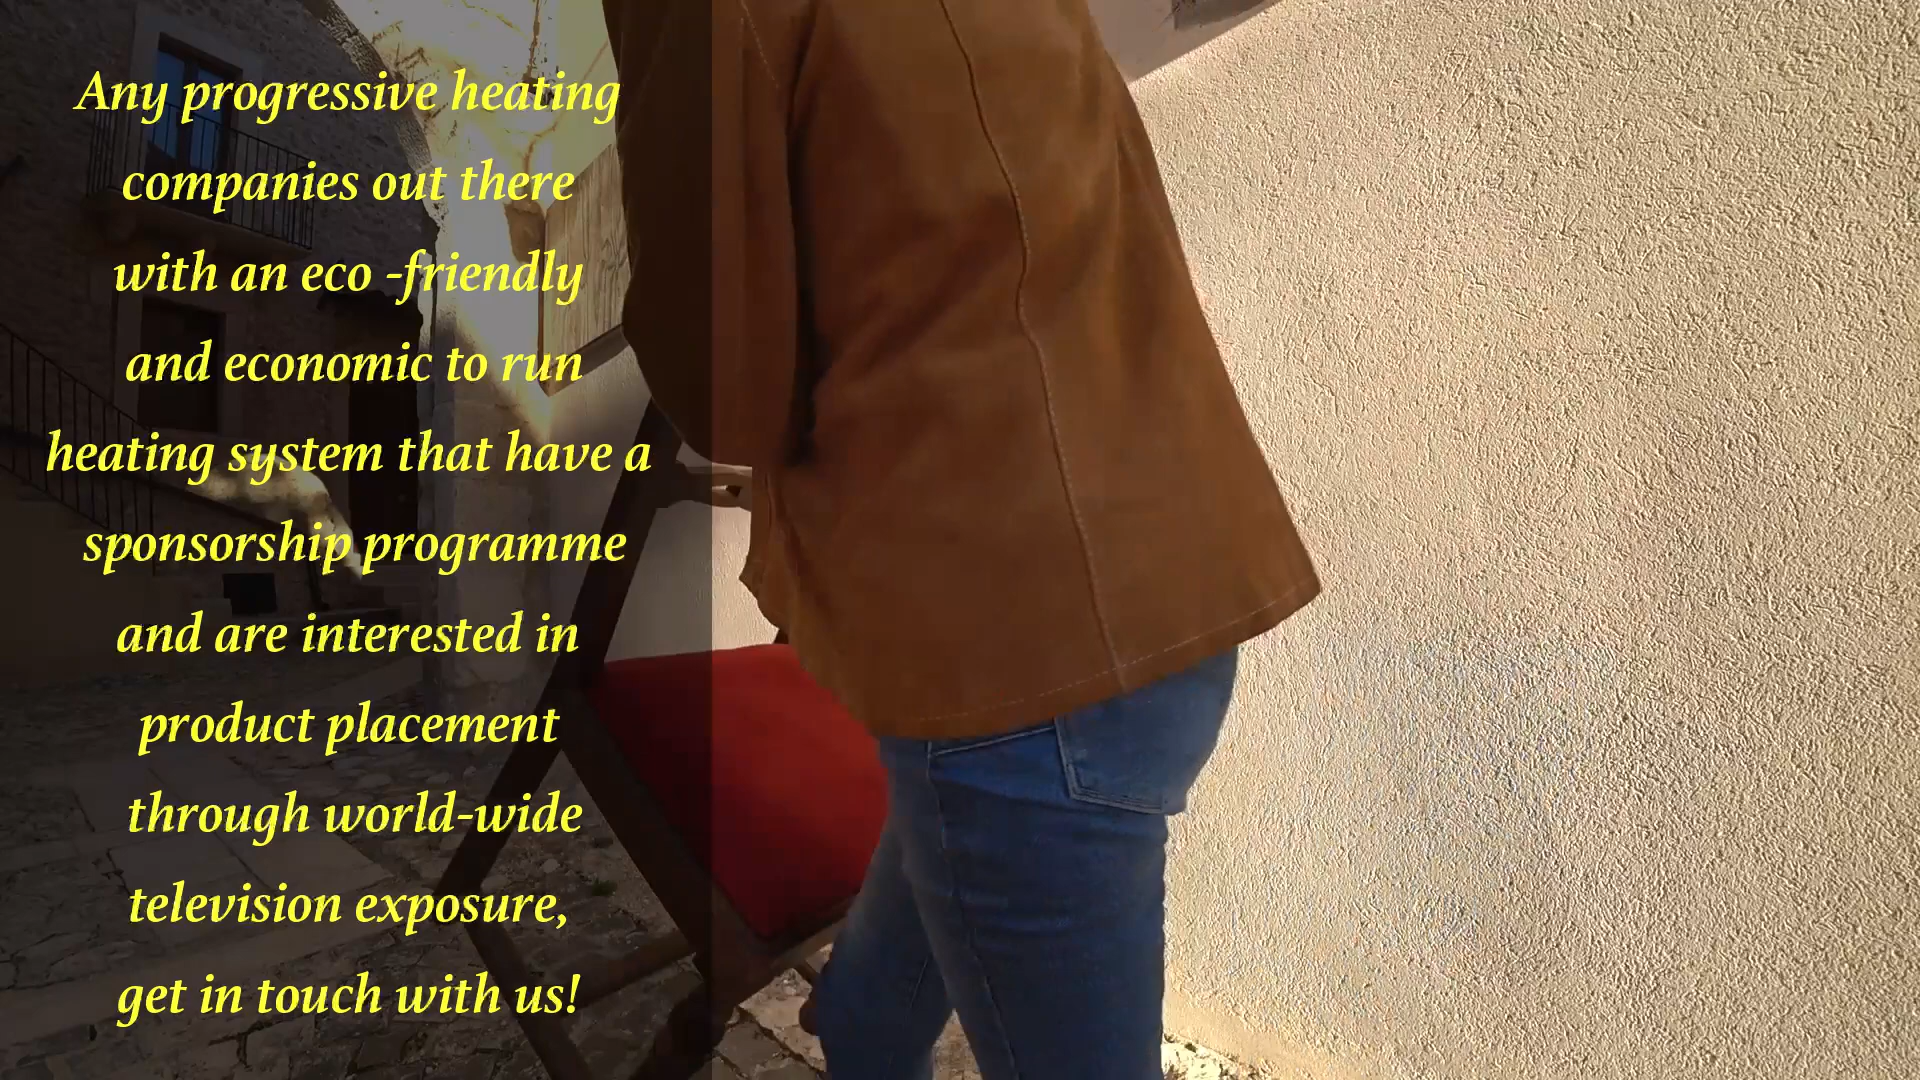 Any progressive heating
companies out there
with an eco -friendly
and economic to run
heating system that have a
sponsorship programme
and are interested in
product placement
through world-wide
television exposure,
get in touch with us!